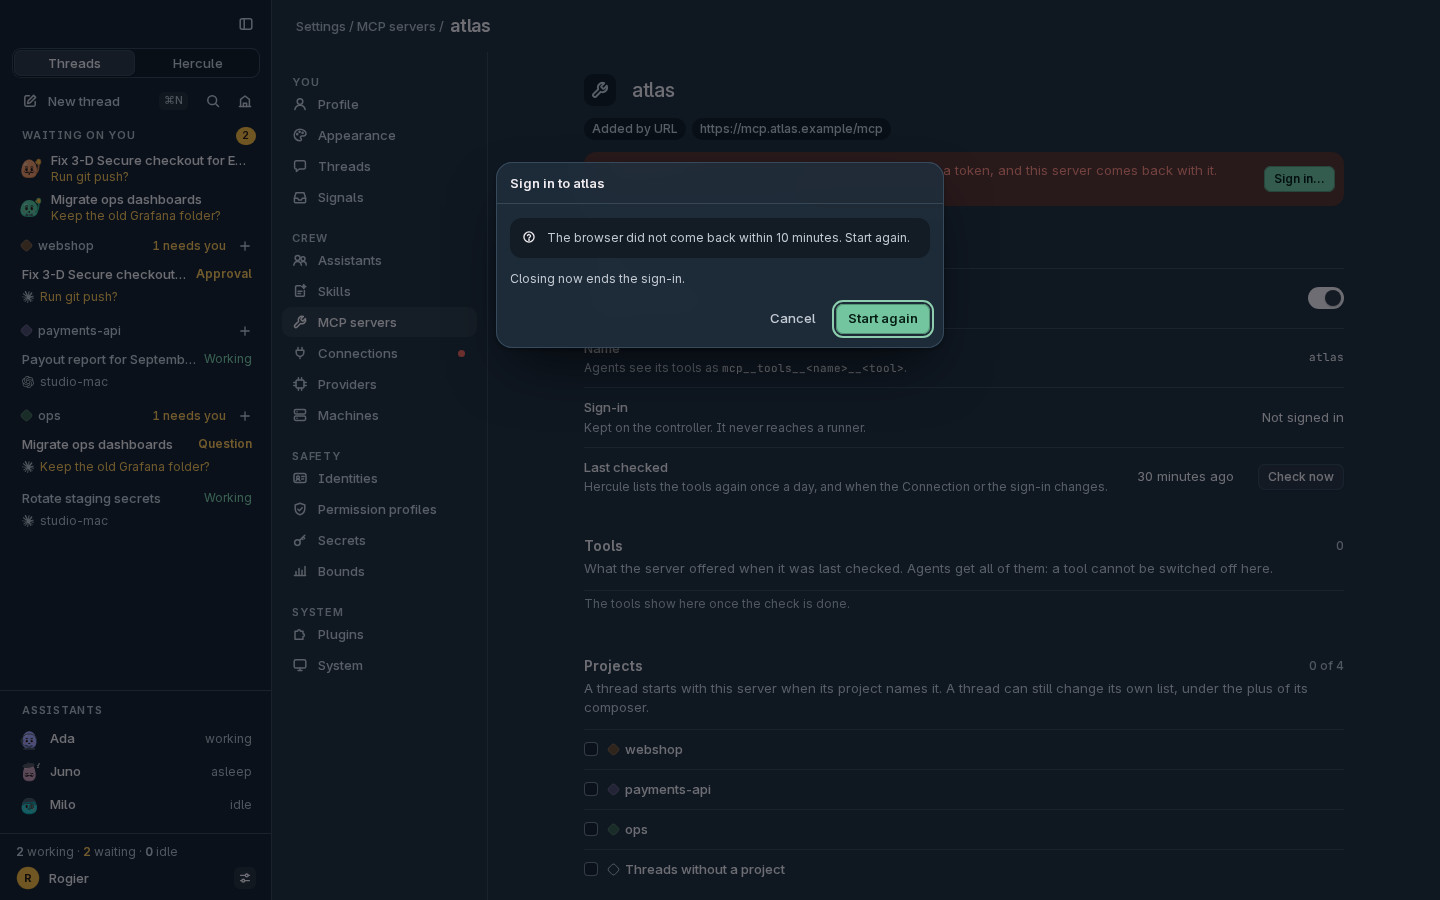 Settings / MCP servers / atlas
Threads
Hercule
New thread
⌘N
WAITING ON YOU
2
Fix 3-D Secure checkout for E...
Run git push?
Migrate ops dashboards
Keep the old Grafana folder?
webshop
1 needs you
Fix 3-D Secure checkout...
Approval
Run git push?
payments-api
Payout report for Septemb...
Working
studio-mac
ops
1 needs you
Migrate ops dashboards
Question
Keep the old Grafana folder?
Rotate staging secrets
Working
studio-mac
ASSISTANTS
Ada
working
Juno
asleep
Milo
idle
2 working · 2 waiting · 0 idle
R
Rogier
YOU
Profile
Appearance
Threads
Signals
CREW
Assistants
Skills
MCP servers
Connections
Providers
Machines
SAFETY
Identities
Permission profiles
Secrets
Bounds
SYSTEM
Plugins
System
atlas
Added by URL
https://mcp.atlas.example/mcp
a token, and this server comes back with it.
Sign in...
Sign in to atlas
The browser did not come back within 10 minutes. Start again.
Closing now ends the sign-in.
Cancel
Start again
Name
Agents see its tools as mcp__tools__<name>__<tool>.
atlas
Sign-in
Kept on the controller. It never reaches a runner.
Not signed in
Last checked
Hercule lists the tools again once a day, and when the Connection or the sign-in changes.
30 minutes ago
Check now
Tools
0
What the server offered when it was last checked. Agents get all of them: a tool cannot be switched off here.
The tools show here once the check is done.
Projects
0 of 4
A thread starts with this server when its project names it. A thread can still change its own list, under the plus of its
composer.
webshop
payments-api
ops
Threads without a project